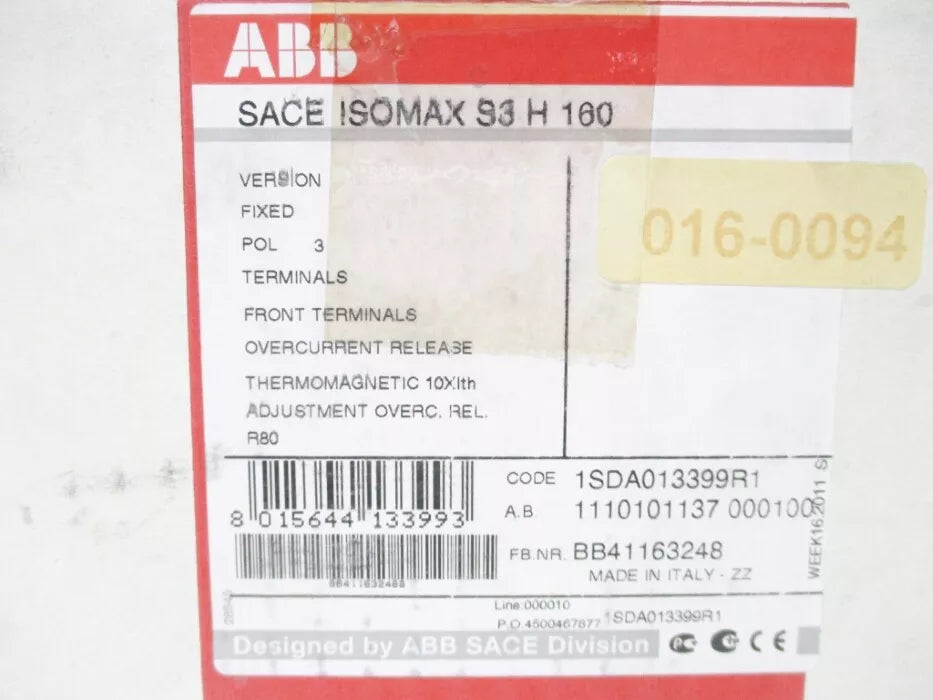 ABB
SACE ISOMAX S3 H 160
VERSION
FIXED
POL 3
TERMINALS
FRONT TERMINALS
OVERCURRENT RELEASE
THERMOMAGNETIC 10XIth
ADJUSTMENT OVERC. REL.
R80
016-0094
8 015644 133993
CODE 1SDA013399R1
A.B 1110101137 000100
FB.NR. BB41163248
MADE IN ITALY - ZZ
WEEK16.2011 S
Line:000010
P.O.4500467877 1SDA013399R1
Designed by ABB SACE Division
CE